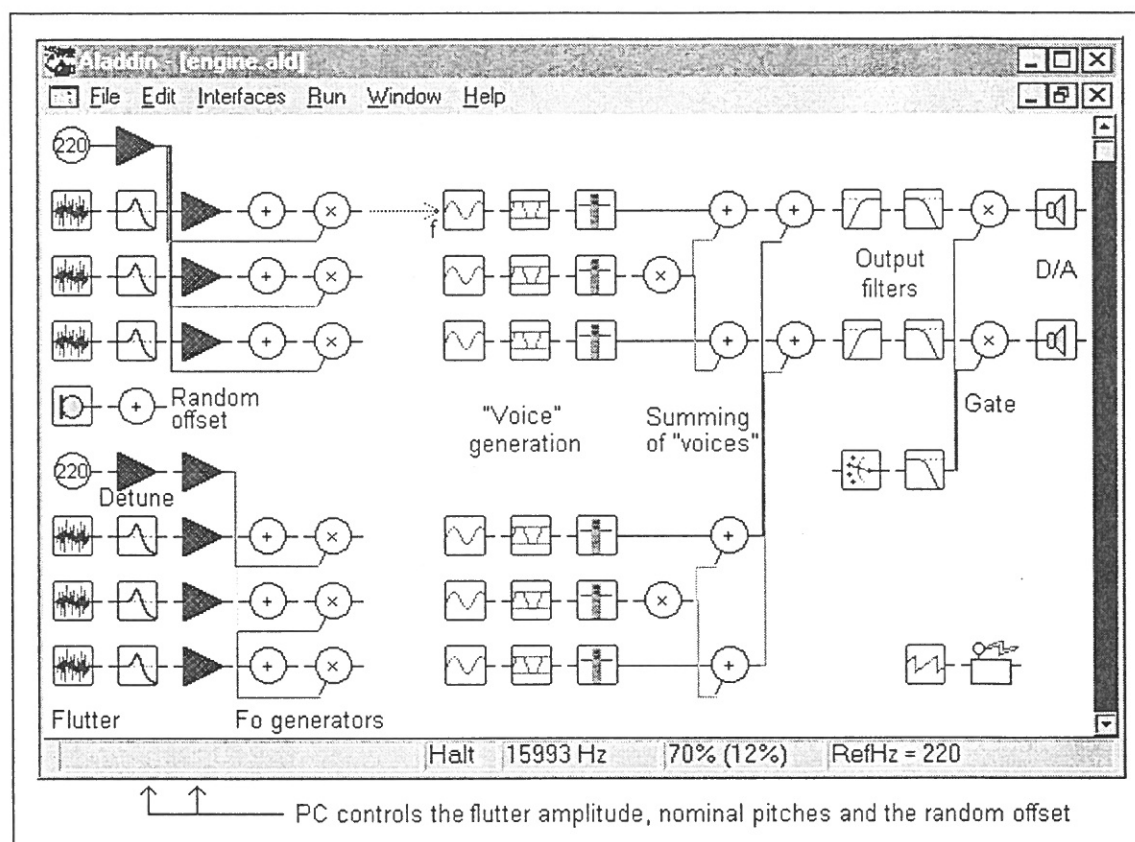 Aladdin - [engine.ald]
File Edit Interfaces Run Window Help
220
f
Output
filters
D/A
Random
offset
"Voice"
generation
Summing
of "voices"
Gate
220
Detune
Flutter
Fo generators
Halt 15993 Hz 70% (12%) RefHz = 220
PC controls the flutter amplitude, nominal pitches and the random offset